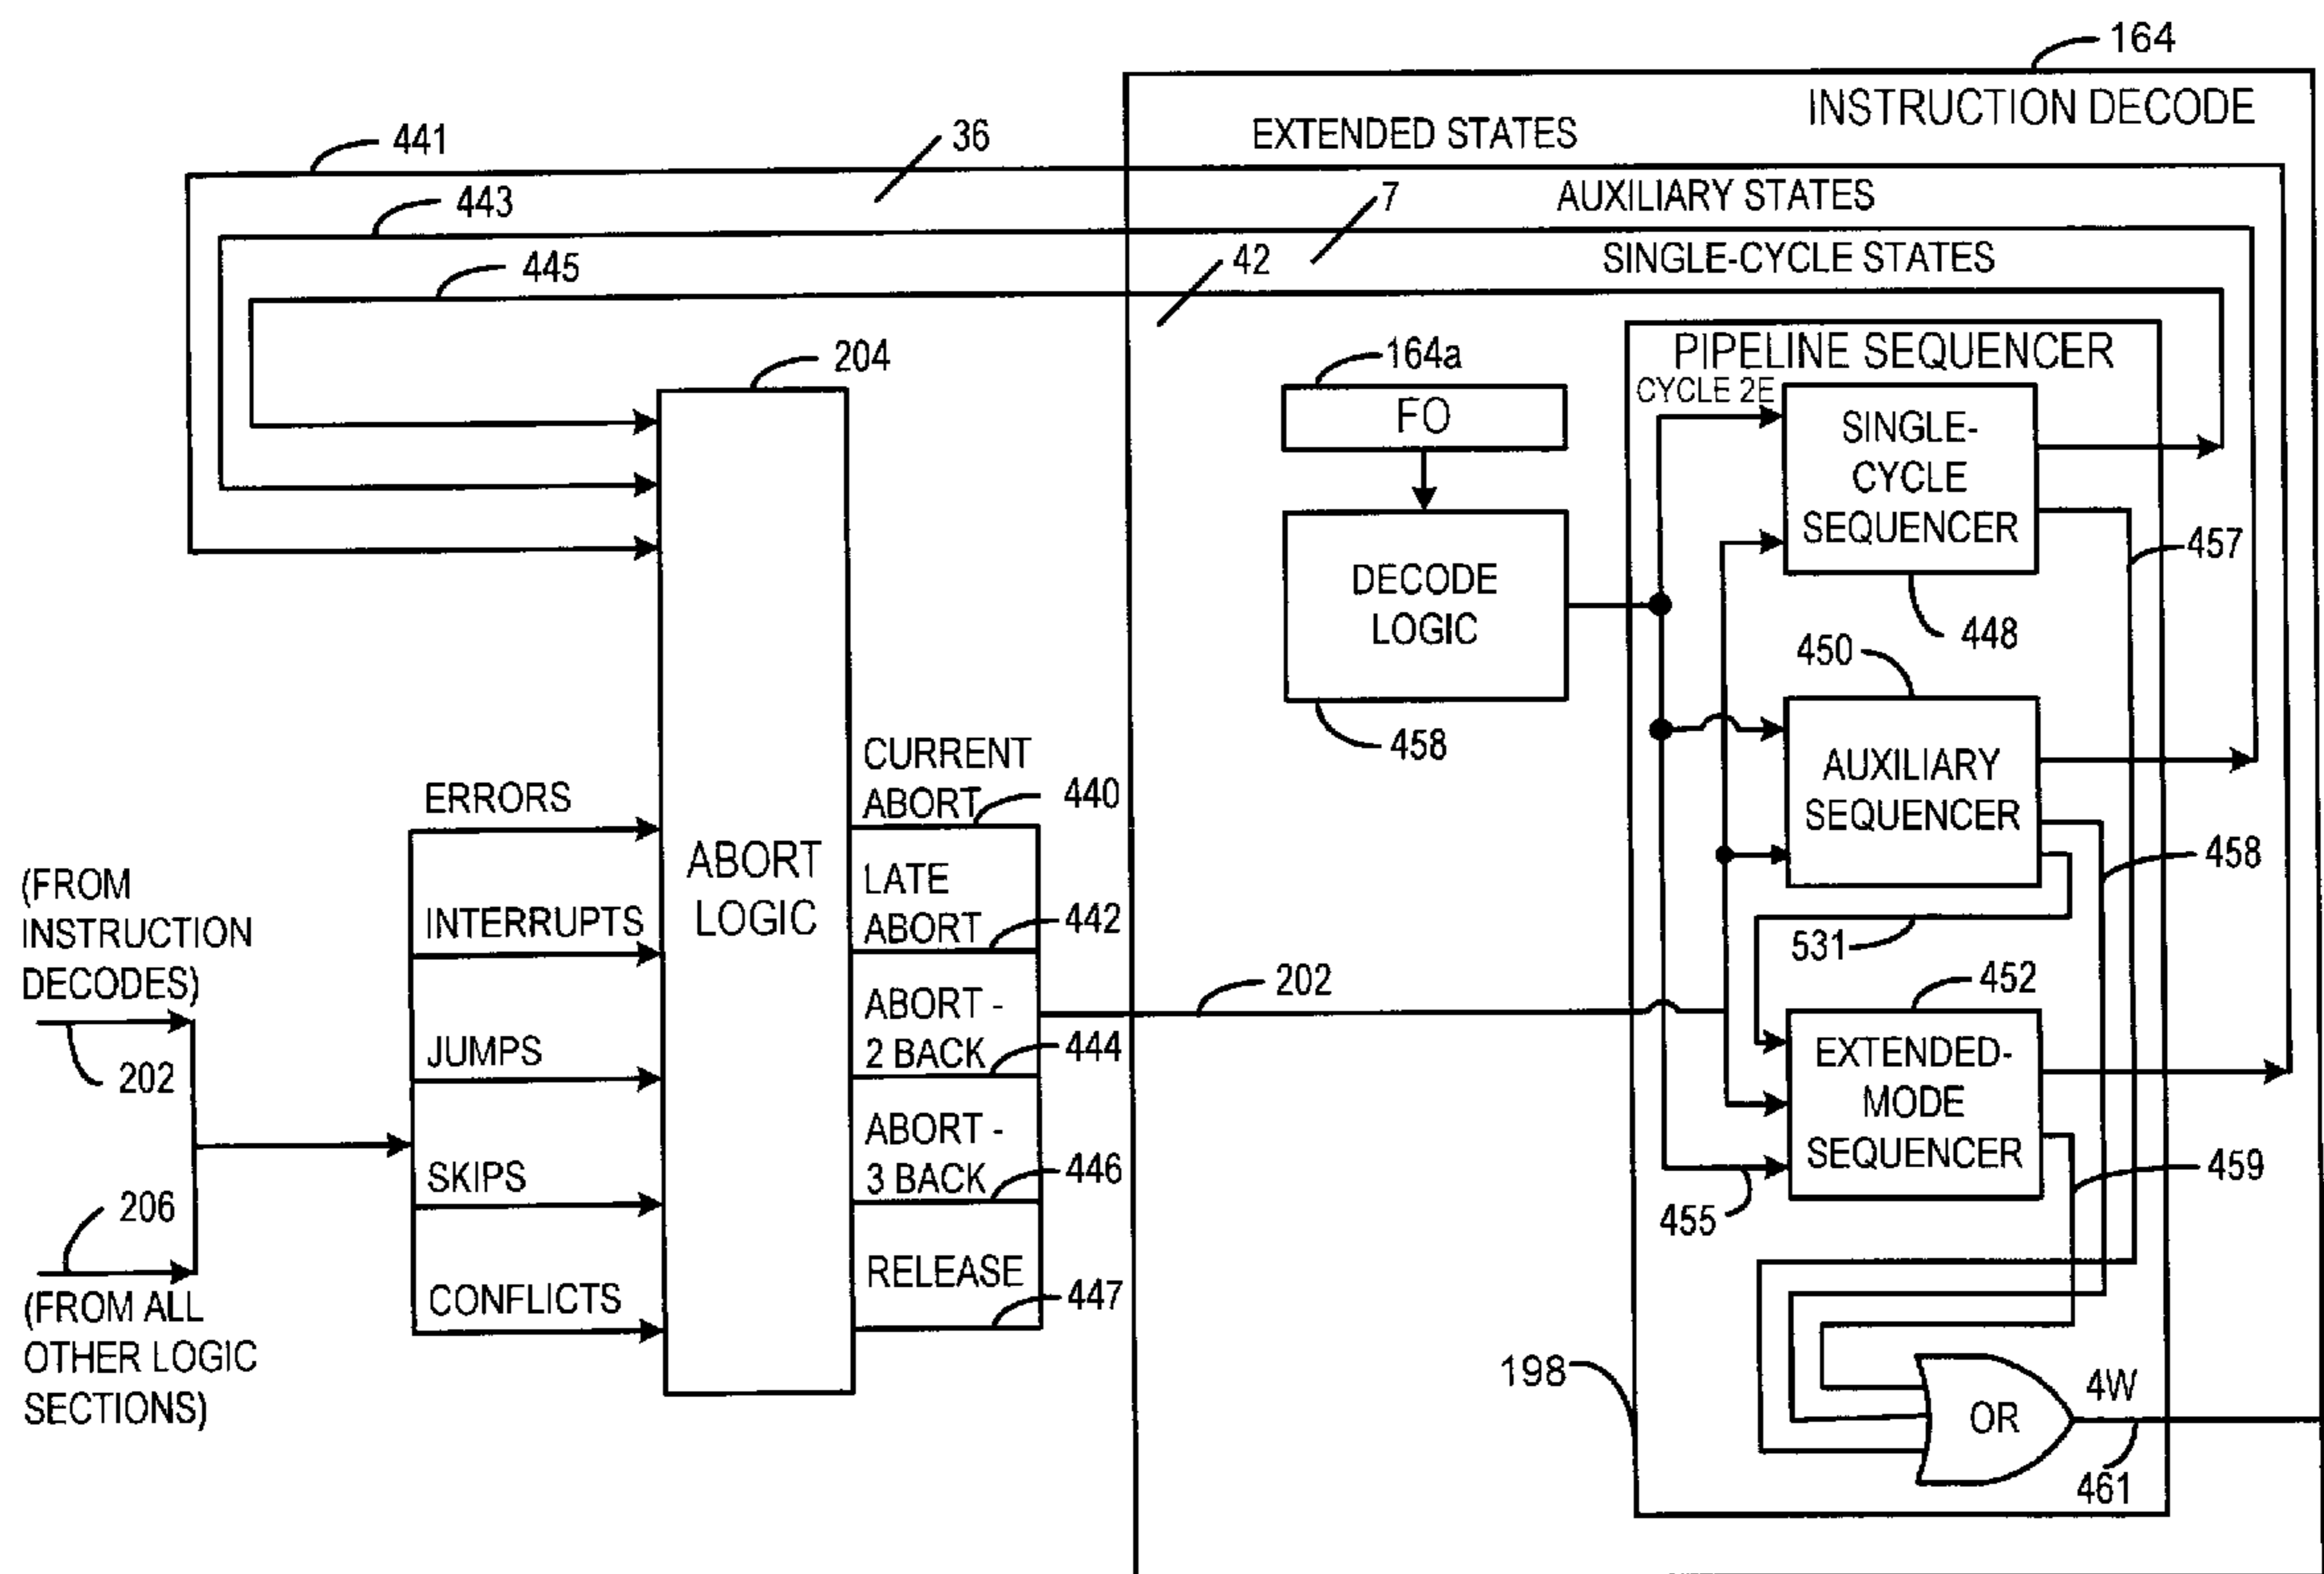 164
INSTRUCTION DECODE
EXTENDED STATES
441
36
443
7
AUXILIARY STATES
445
42
SINGLE-CYCLE STATES
204
164a
FO
PIPELINE SEQUENCER
CYCLE 2E
SINGLE-
CYCLE
SEQUENCER
457
448
DECODE
LOGIC
458
450
AUXILIARY
SEQUENCER
458
531
452
EXTENDED-
MODE
SEQUENCER
459
455
198
OR
4W
461
ABORT
LOGIC
ERRORS
INTERRUPTS
JUMPS
SKIPS
CONFLICTS
(FROM
INSTRUCTION
DECODES)
202
206
(FROM ALL
OTHER LOGIC
SECTIONS)
CURRENT
ABORT
440
LATE
ABORT
442
ABORT -
2 BACK
444
ABORT -
3 BACK
446
RELEASE
447
202